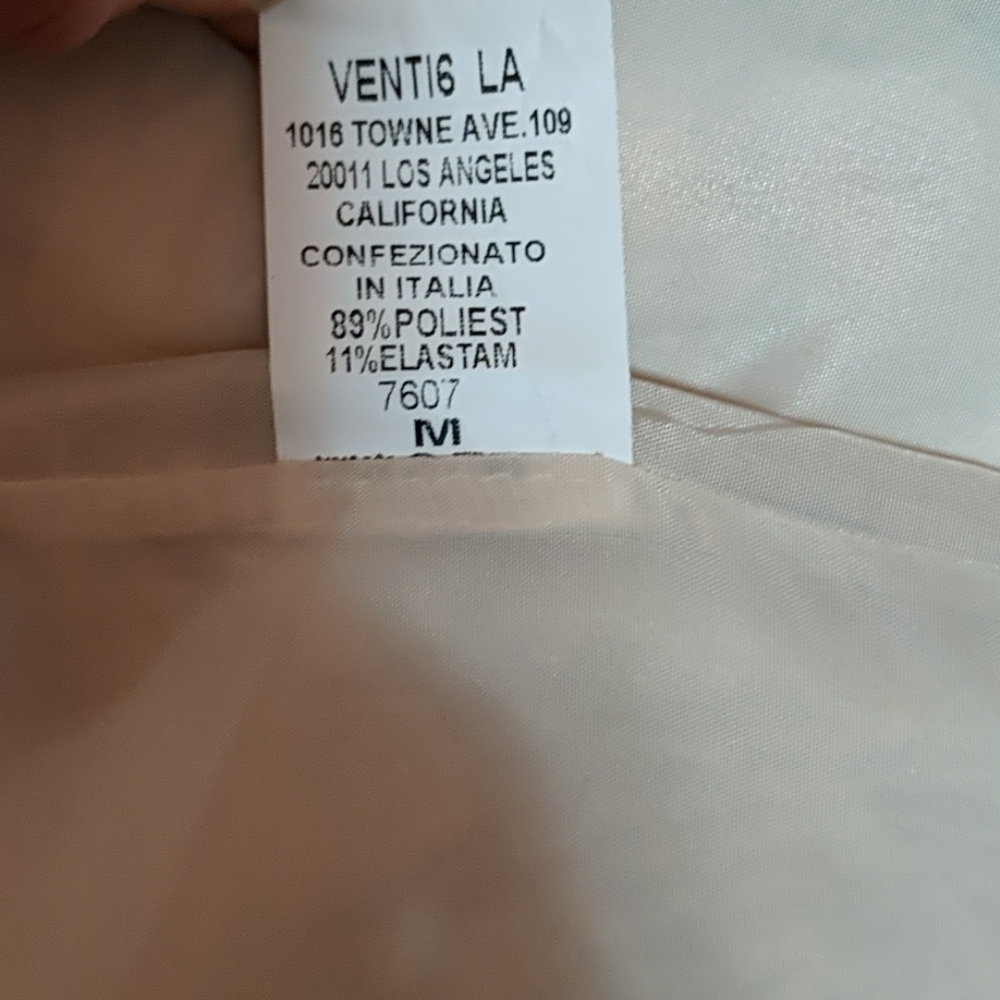 VENTI6 LA
1016 TOWNE AVE.109
20011 LOS ANGELES
CALIFORNIA
CONFEZIONATO
IN ITALIA
89%POLIEST
11%ELASTAM
7607
M